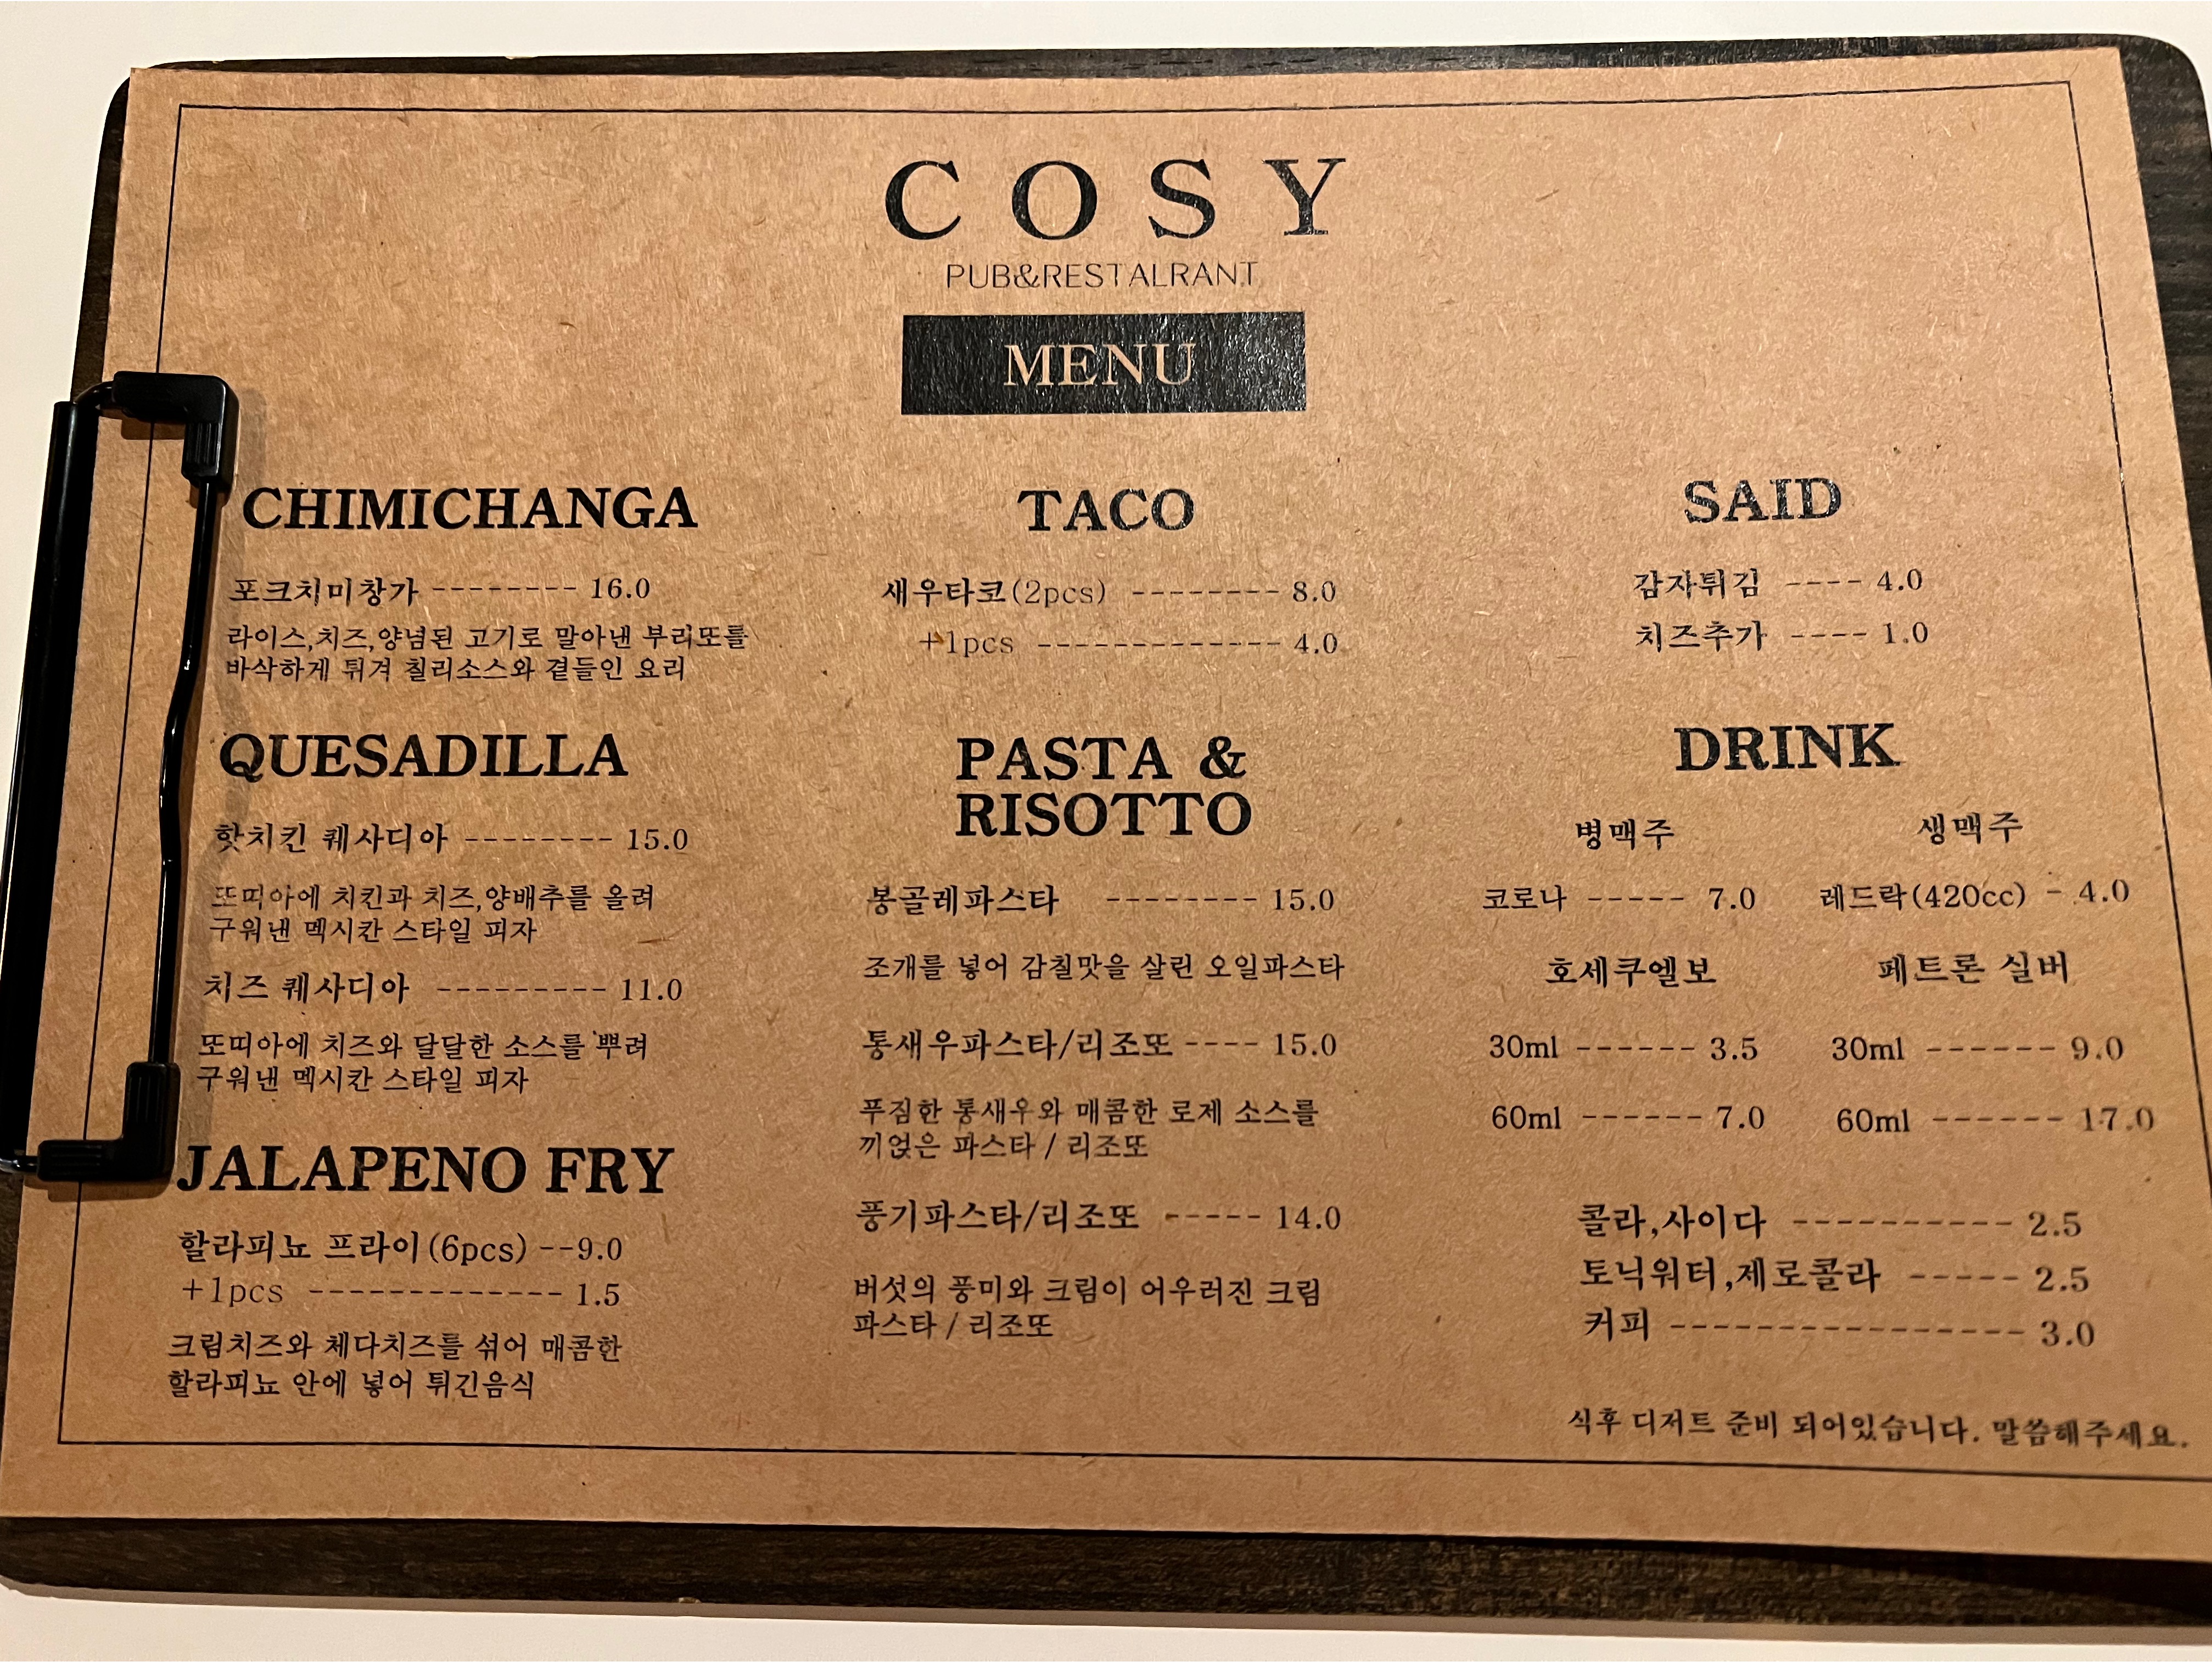 COSY
PUB&RESTALRANT
MENU
CHIMICHANGA
포크치미창가 -------- 16.0
라이스,치즈,양념된 고기로 말아낸 부리또를
바삭하게 튀겨 칠리소스와 곁들인 요리
QUESADILLA
핫치킨 퀘사디아 -------- 15.0
또띠아에 치킨과 치즈,양배추를 올려
구워낸 멕시칸 스타일 피자
치즈 퀘사디아 --------- 11.0
또띠아에 치즈와 달달한 소스를 뿌려
구워낸 멕시칸 스타일 피자
JALAPENO FRY
할라피뇨 프라이(6pcs) --9.0
+1pcs ------------- 1.5
크림치즈와 체다치즈를 섞어 매콤한
할라피뇨 안에 넣어 튀긴음식
TACO
새우타코(2pcs) -------- 8.0
+1pcs ------------- 4.0
PASTA &
RISOTTO
봉골레파스타 -------- 15.0
조개를 넣어 감칠맛을 살린 오일파스타
통새우파스타/리조또 ---- 15.0
푸짐한 통새우와 매콤한 로제 소스를
끼얹은 파스타 / 리조또
풍기파스타/리조또 ----- 14.0
버섯의 풍미와 크림이 어우러진 크림
파스타 / 리조또
SAID
감자튀김 ---- 4.0
치즈추가 ---- 1.0
DRINK
병맥주 생맥주
코로나 ----- 7.0 레드락(420cc) - 4.0
호세쿠엘보 페트론 실버
30ml ------ 3.5 30ml ------ 9.0
60ml ------ 7.0 60ml ------ 17.0
콜라,사이다 ---------- 2.5
토닉워터,제로콜라 ----- 2.5
커피 ---------------- 3.0
식후 디저트 준비 되어있습니다. 말씀해주세요.